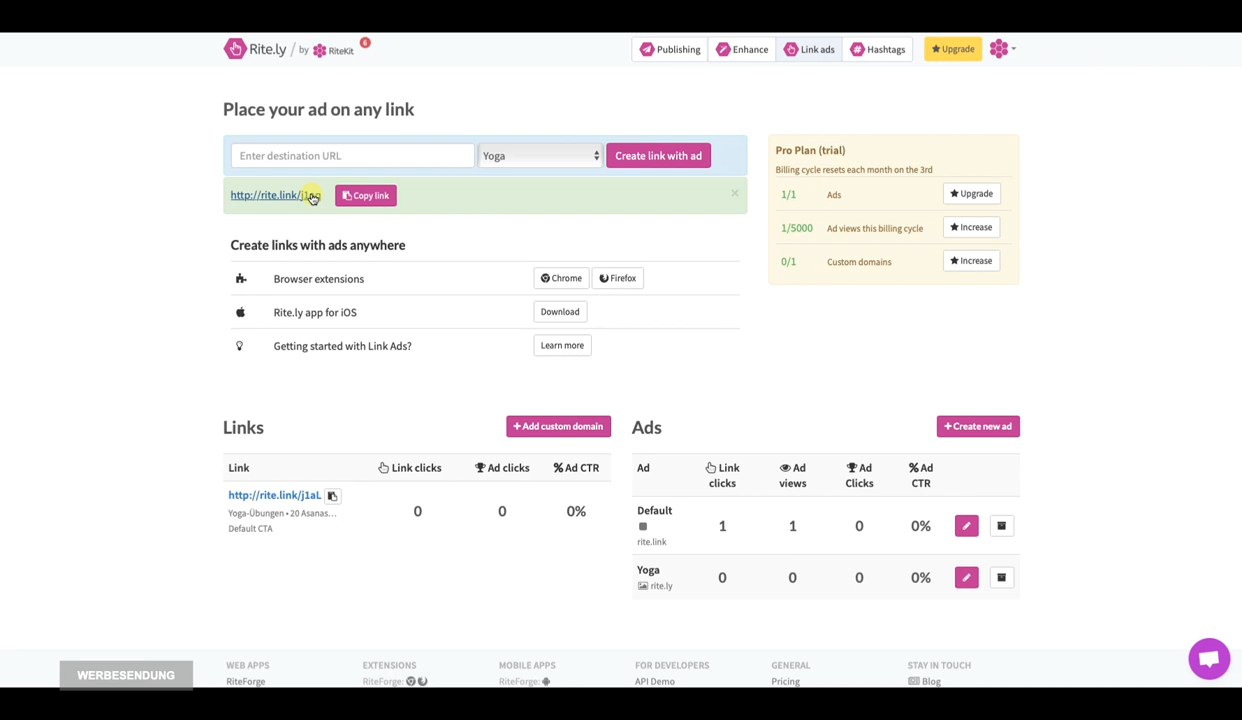 Rite.ly / by RiteKit 6
Publishing Enhance Link ads Hashtags Upgrade
Place your ad on any link
Enter destination URL Yoga Create link with ad
Copy link ×
Create links with ads anywhere
Browser extensions Chrome Firefox
Rite.ly app for iOS Download
Getting started with Link Ads? Learn more
Pro Plan (trial)
Billing cycle resets each month on the 3rd
1/1 Ads Upgrade
1/5000 Ad views this billing cycle Increase
0/1 Custom domains Increase
Links + Add custom domain
Link Link clicks Ad clicks % Ad CTR
http://rite.link/j1aL 0 0 0%
Yoga-Übungen • 20 Asanas...
Default CTA
Ads + Create new ad
Ad Link clicks Ad views Ad Clicks % Ad CTR
Default 1 1 0 0%
rite.link
Yoga 0 0 0 0%
rite.ly
WERBESENDUNG
WEB APPS EXTENSIONS MOBILE APPS FOR DEVELOPERS GENERAL STAY IN TOUCH
RiteForge RiteForge: RiteForge: API Demo Pricing Blog